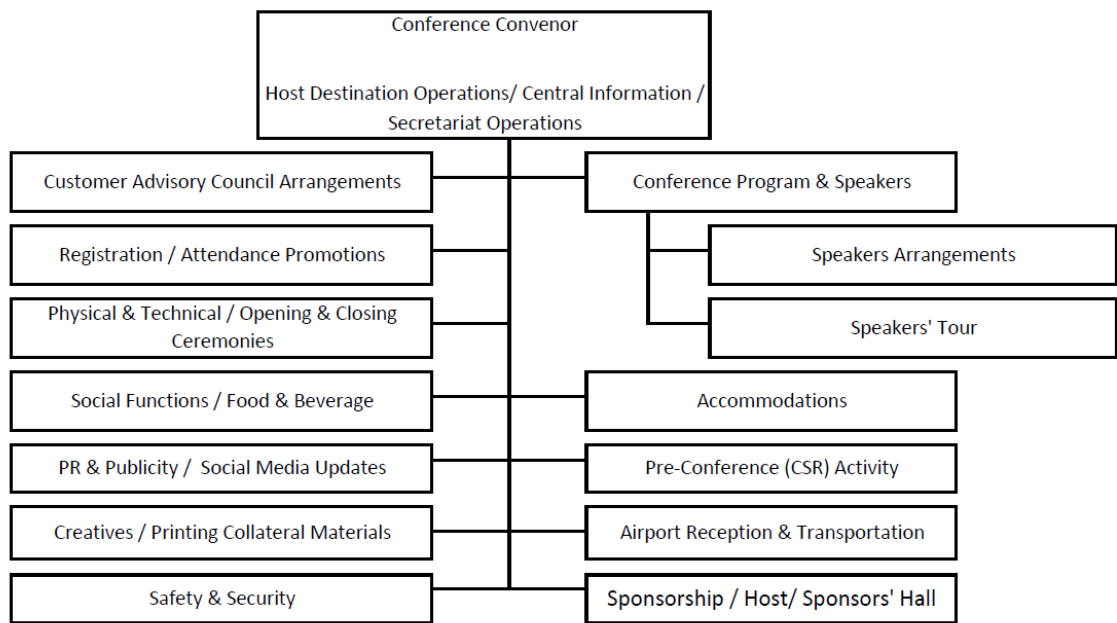 Conference Convenor
Host Destination Operations/ Central Information /
Secretariat Operations
Customer Advisory Council Arrangements
Conference Program & Speakers
Registration / Attendance Promotions
Speakers Arrangements
Physical & Technical / Opening & Closing
Ceremonies
Speakers' Tour
Social Functions / Food & Beverage
Accommodations
PR & Publicity /  Social Media Updates
Pre-Conference (CSR) Activity
Creatives / Printing Collateral Materials
Airport Reception & Transportation
Safety & Security
Sponsorship / Host/ Sponsors' Hall